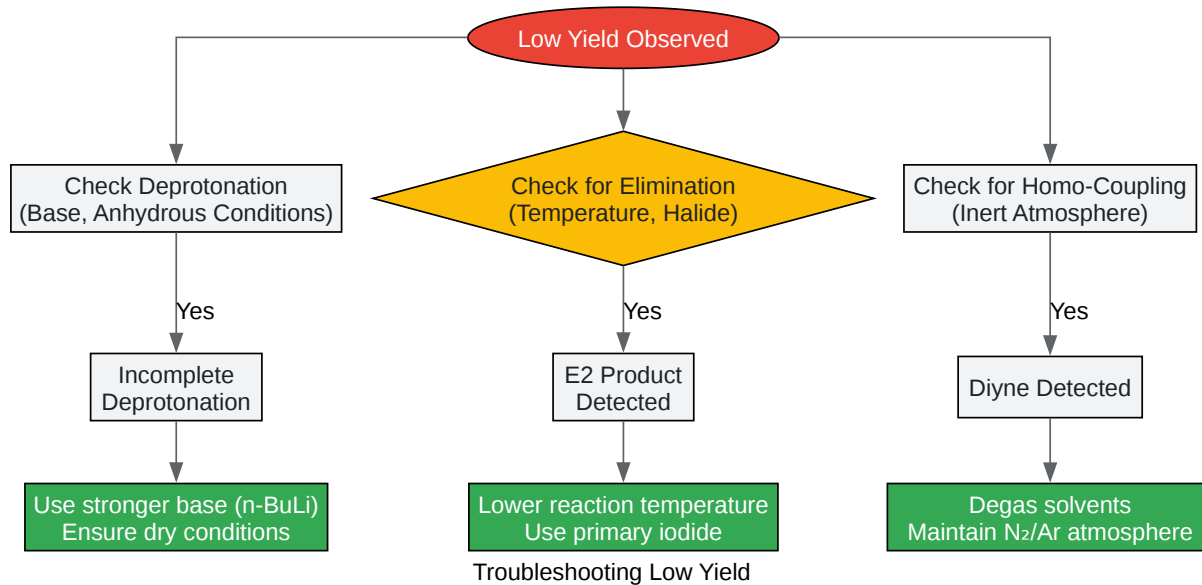 Low Yield Observed
Check Deprotonation
(Base, Anhydrous Conditions)
Check for Elimination
(Temperature, Halide)
Check for Homo-Coupling
(Inert Atmosphere)
Yes
Yes
Yes
Incomplete
Deprotonation
E2 Product
Detected
Diyne Detected
Use stronger base (n-BuLi)
Ensure dry conditions
Lower reaction temperature
Use primary iodide
Degas solvents
Maintain N₂/Ar atmosphere
Troubleshooting Low Yield